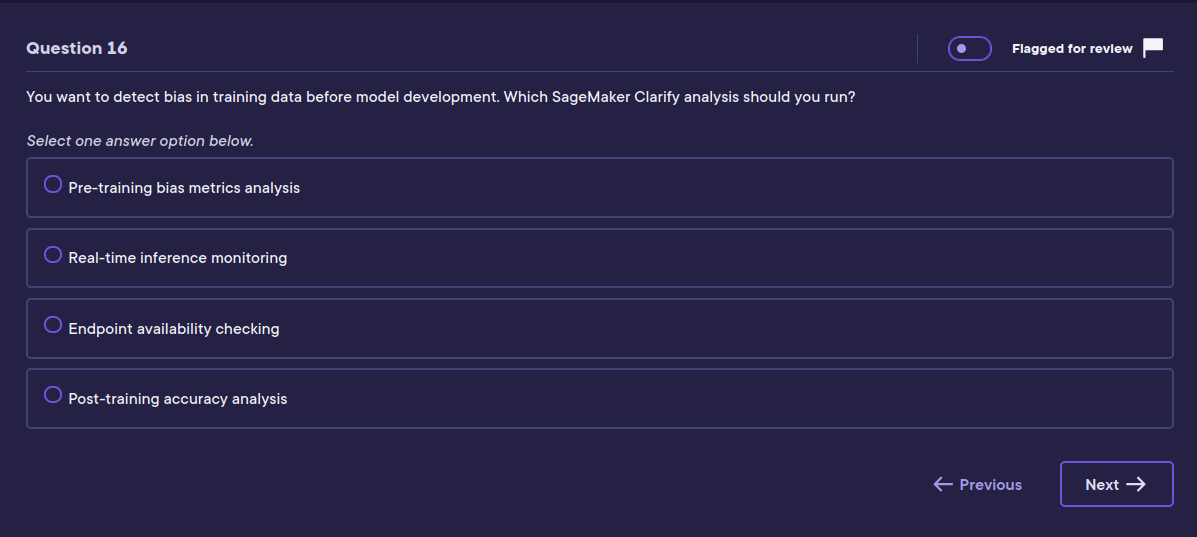 Question 16
Flagged for review
You want to detect bias in training data before model development. Which SageMaker Clarify analysis should you run?
Select one answer option below.
Pre-training bias metrics analysis
Real-time inference monitoring
Endpoint availability checking
Post-training accuracy analysis
Previous
Next